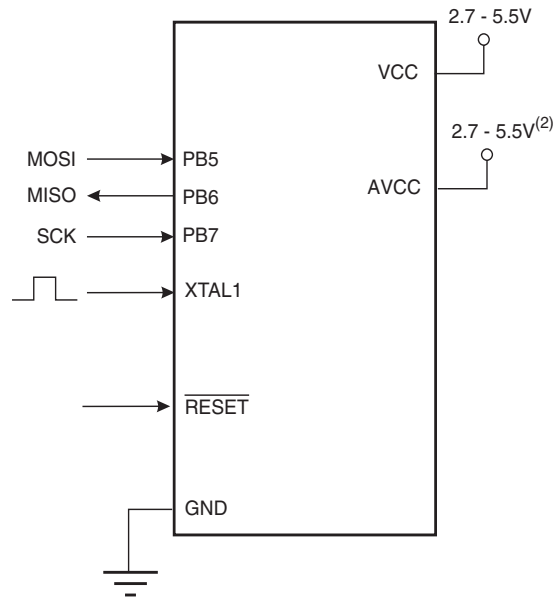 2.7 - 5.5V
VCC
2.7 - 5.5V(2)
MOSI
PB5
MISO
PB6
AVCC
SCK
PB7
XTAL1
RESET
GND